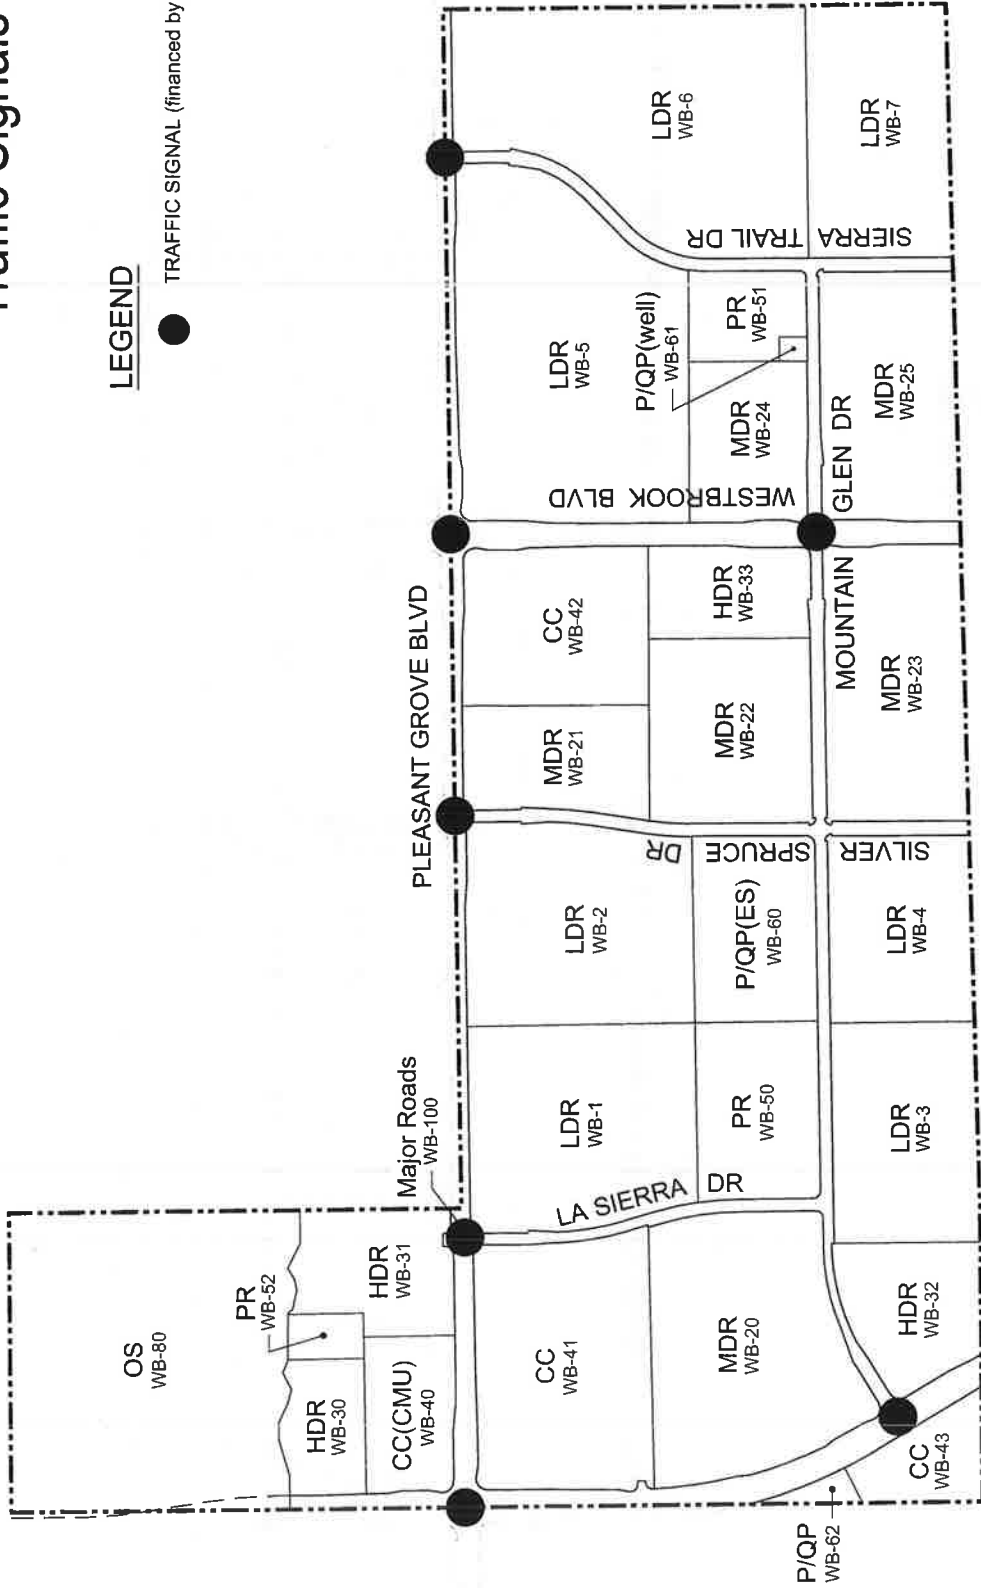 Traffic Signals
LEGEND
TRAFFIC SIGNAL (financed by
OS
WB-80
PR
WB-52
HDR
WB-30
HDR
WB-31
CC(CMU)
WB-40
Major Roads
WB-100
PLEASANT GROVE BLVD
CC
WB-41
LDR
WB-1
LDR
WB-2
MDR
WB-21
CC
WB-42
LDR
WB-5
LDR
WB-6
LA SIERRA DR
SILVER SPRUCE DR
WESTBROOK BLVD
SIERRA TRAIL DR
P/QP(well)
WB-61
MDR
WB-20
PR
WB-50
P/QP(ES)
WB-60
MDR
WB-22
HDR
WB-33
MDR
WB-24
PR
WB-51
MOUNTAIN GLEN DR
P/QP
WB-62
CC
WB-43
HDR
WB-32
LDR
WB-3
LDR
WB-4
MDR
WB-23
MDR
WB-25
LDR
WB-7